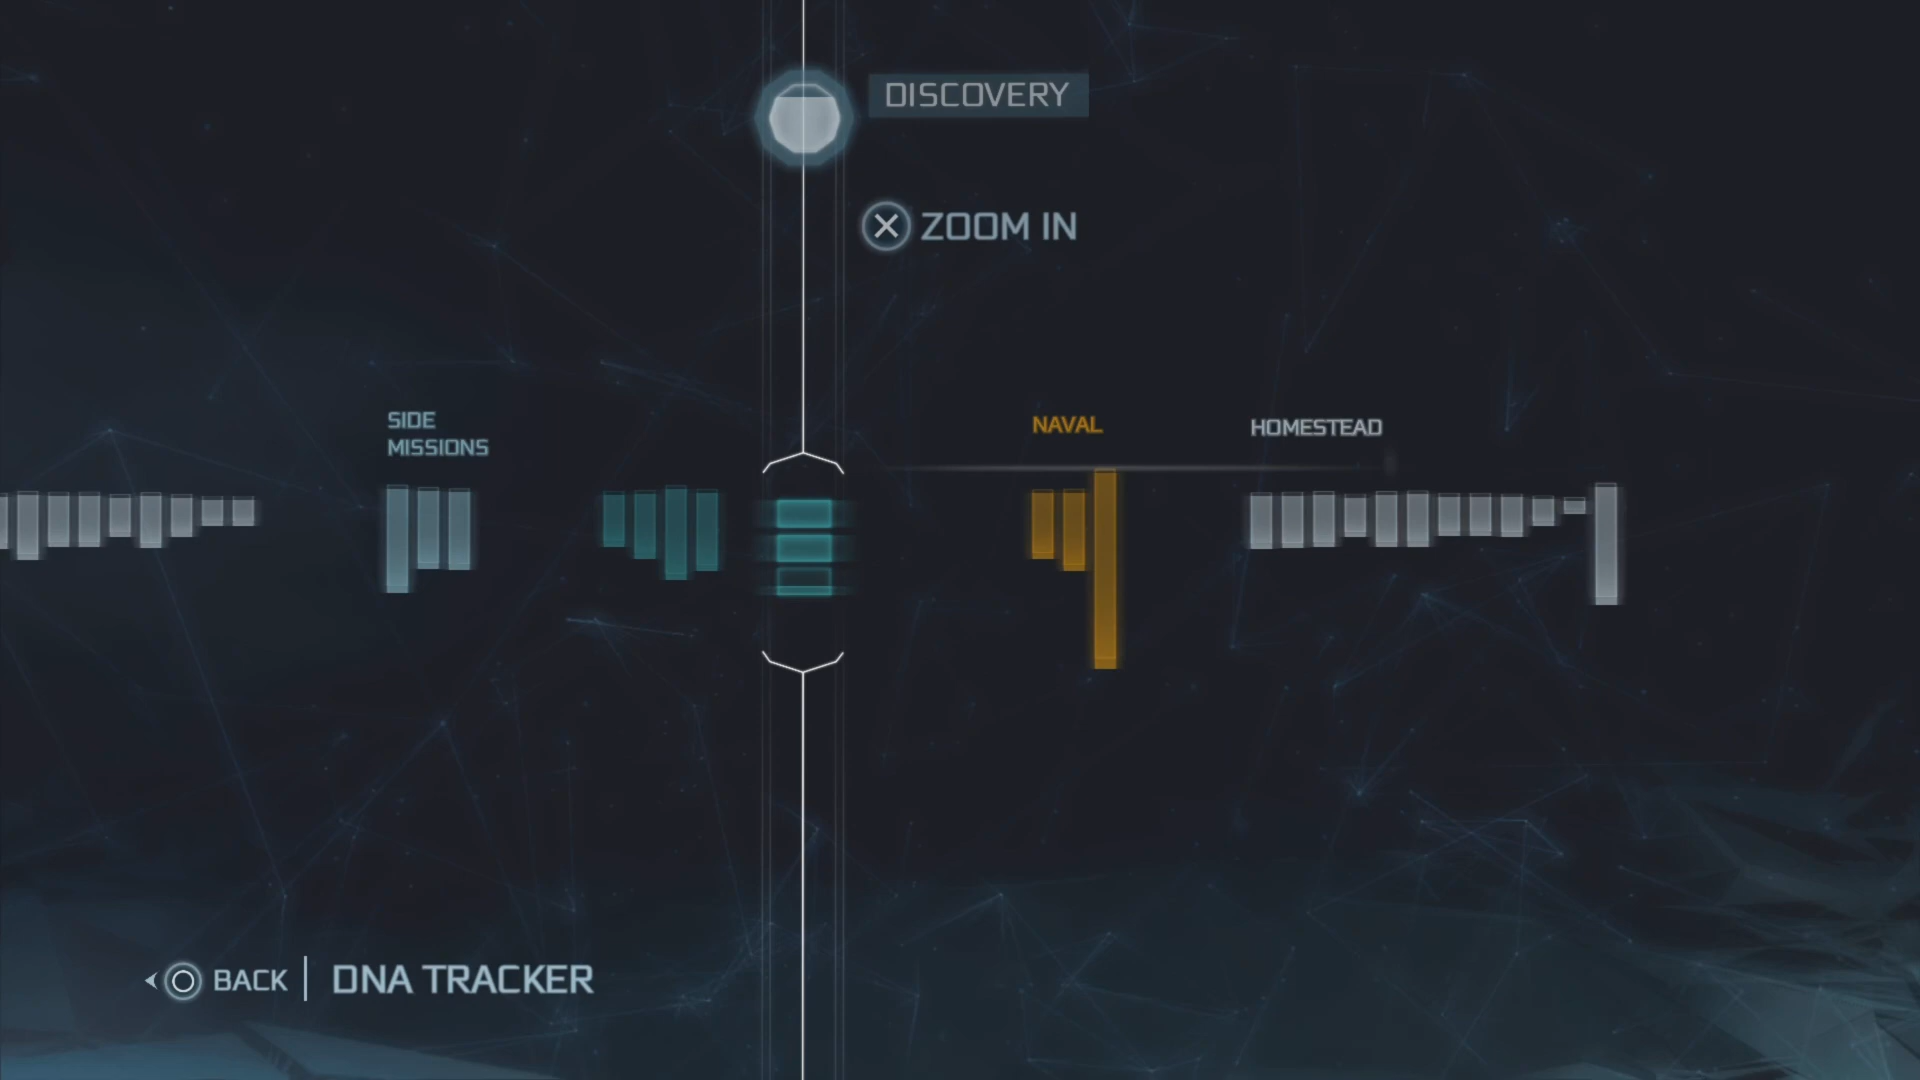 DISCOVERY
ZOOM IN
SIDE
MISSIONS
NAVAL
HOMESTEAD
BACK
DNA TRACKER